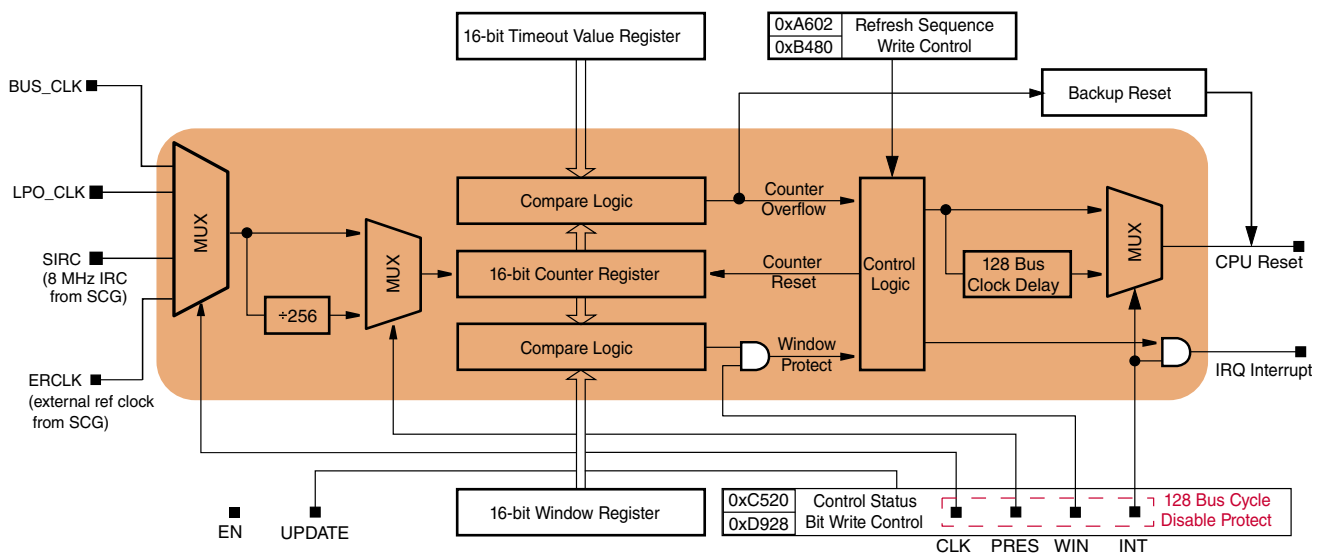 16-bit Timeout Value Register
0xA602
0xB480
Refresh Sequence
Write Control
BUS_CLK
Backup Reset
LPO_CLK
MUX
Compare Logic
Counter
Overflow
MUX
SIRC
(8 MHz IRC
from SCG)
MUX
16-bit Counter Register
Counter
Reset
Control
Logic
128 Bus
Clock Delay
CPU Reset
÷256
Compare Logic
Window
Protect
IRQ Interrupt
ERCLK
(external ref clock
from SCG)
EN
UPDATE
16-bit Window Register
0xC520
0xD928
Control Status
Bit Write Control
128 Bus Cycle
Disable Protect
CLK
PRES
WIN
INT